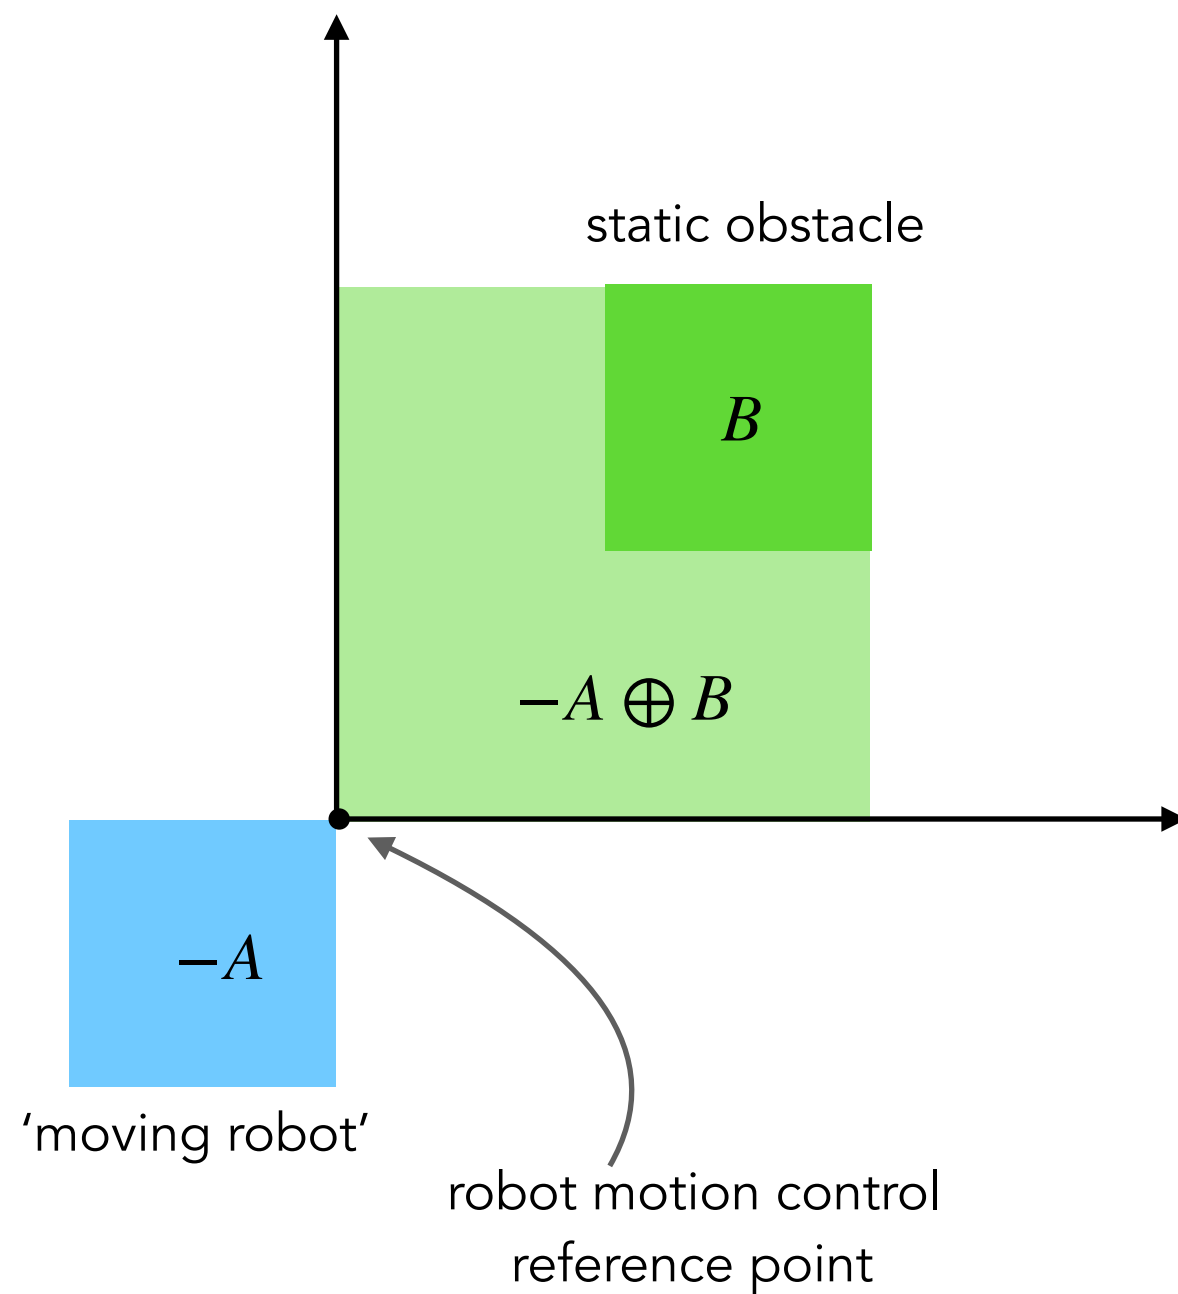 static obstacle
B
−A ⊕ B
−A
‘moving robot’
robot motion control
reference point